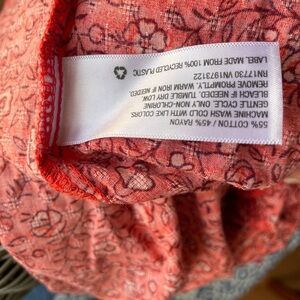 55% COTTON / 45% RAYON
MACHINE WASH COLD WITH LIKE COLORS
GENTLE CYCLE. ONLY NON-CHLORINE
BLEACH IF NEEDED. TUMBLE DRY LOW.
REMOVE PROMPTLY. WARM IRON IF NEEDED.
RN17730 VN1973122
LABEL MADE FROM 100% RECYCLED PLASTIC